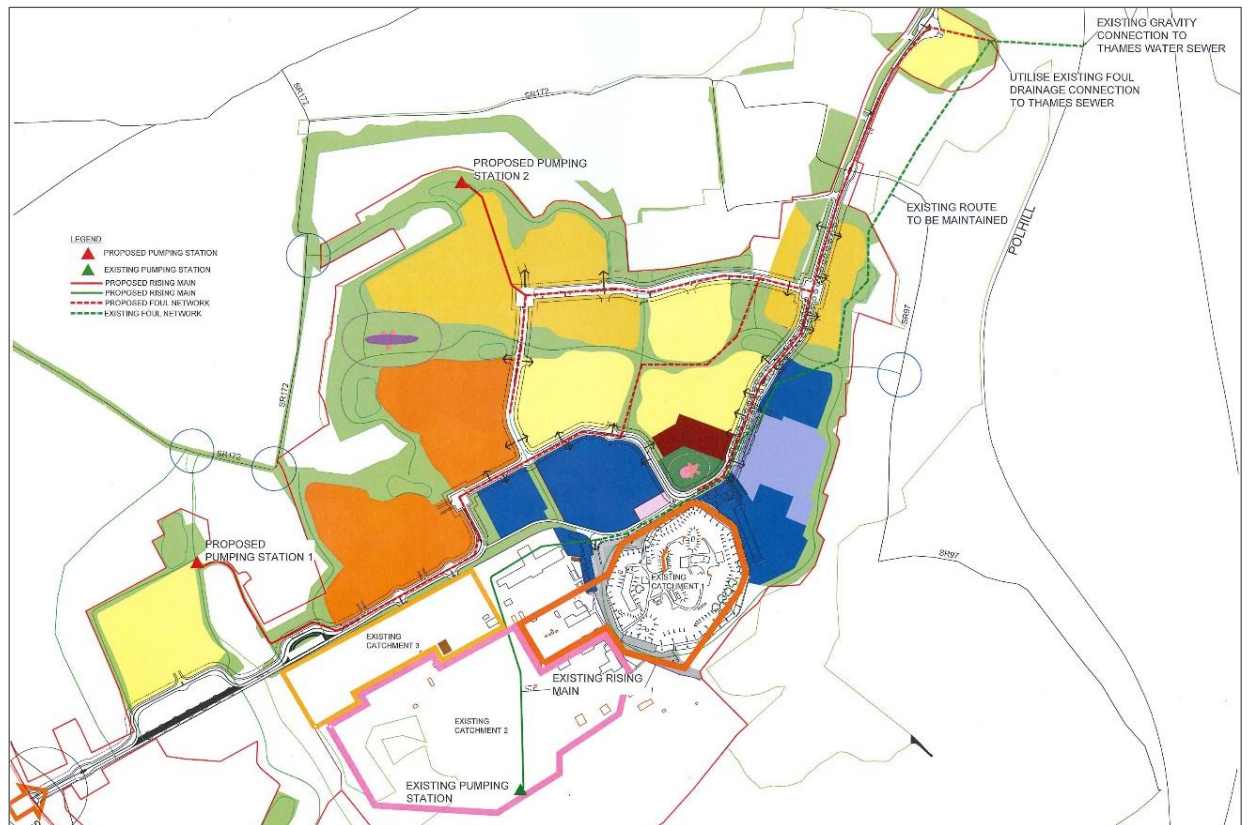 EXISTING GRAVITY
CONNECTION TO
THAMES WATER SEWER
UTILISE EXISTING FOUL
DRAINAGE CONNECTION
TO THAMES SEWER
SR172
SR172
PROPOSED PUMPING
STATION 2
EXISTING ROUTE
TO BE MAINTAINED
POLHILL
LEGEND
PROPOSED PUMPING STATION
EXISTING PUMPING STATION
PROPOSED RISING MAIN
PROPOSED RISING MAIN
PROPOSED FOUL NETWORK
EXISTING FOUL NETWORK
SR97
SR172
SR172
PROPOSED
PUMPING STATION 1
SR97
EXISTING
CATCHMENT 1
EXISTING
CATCHMENT 3
EXISTING RISING
MAIN
EXISTING
CATCHMENT 2
EXISTING PUMPING
STATION